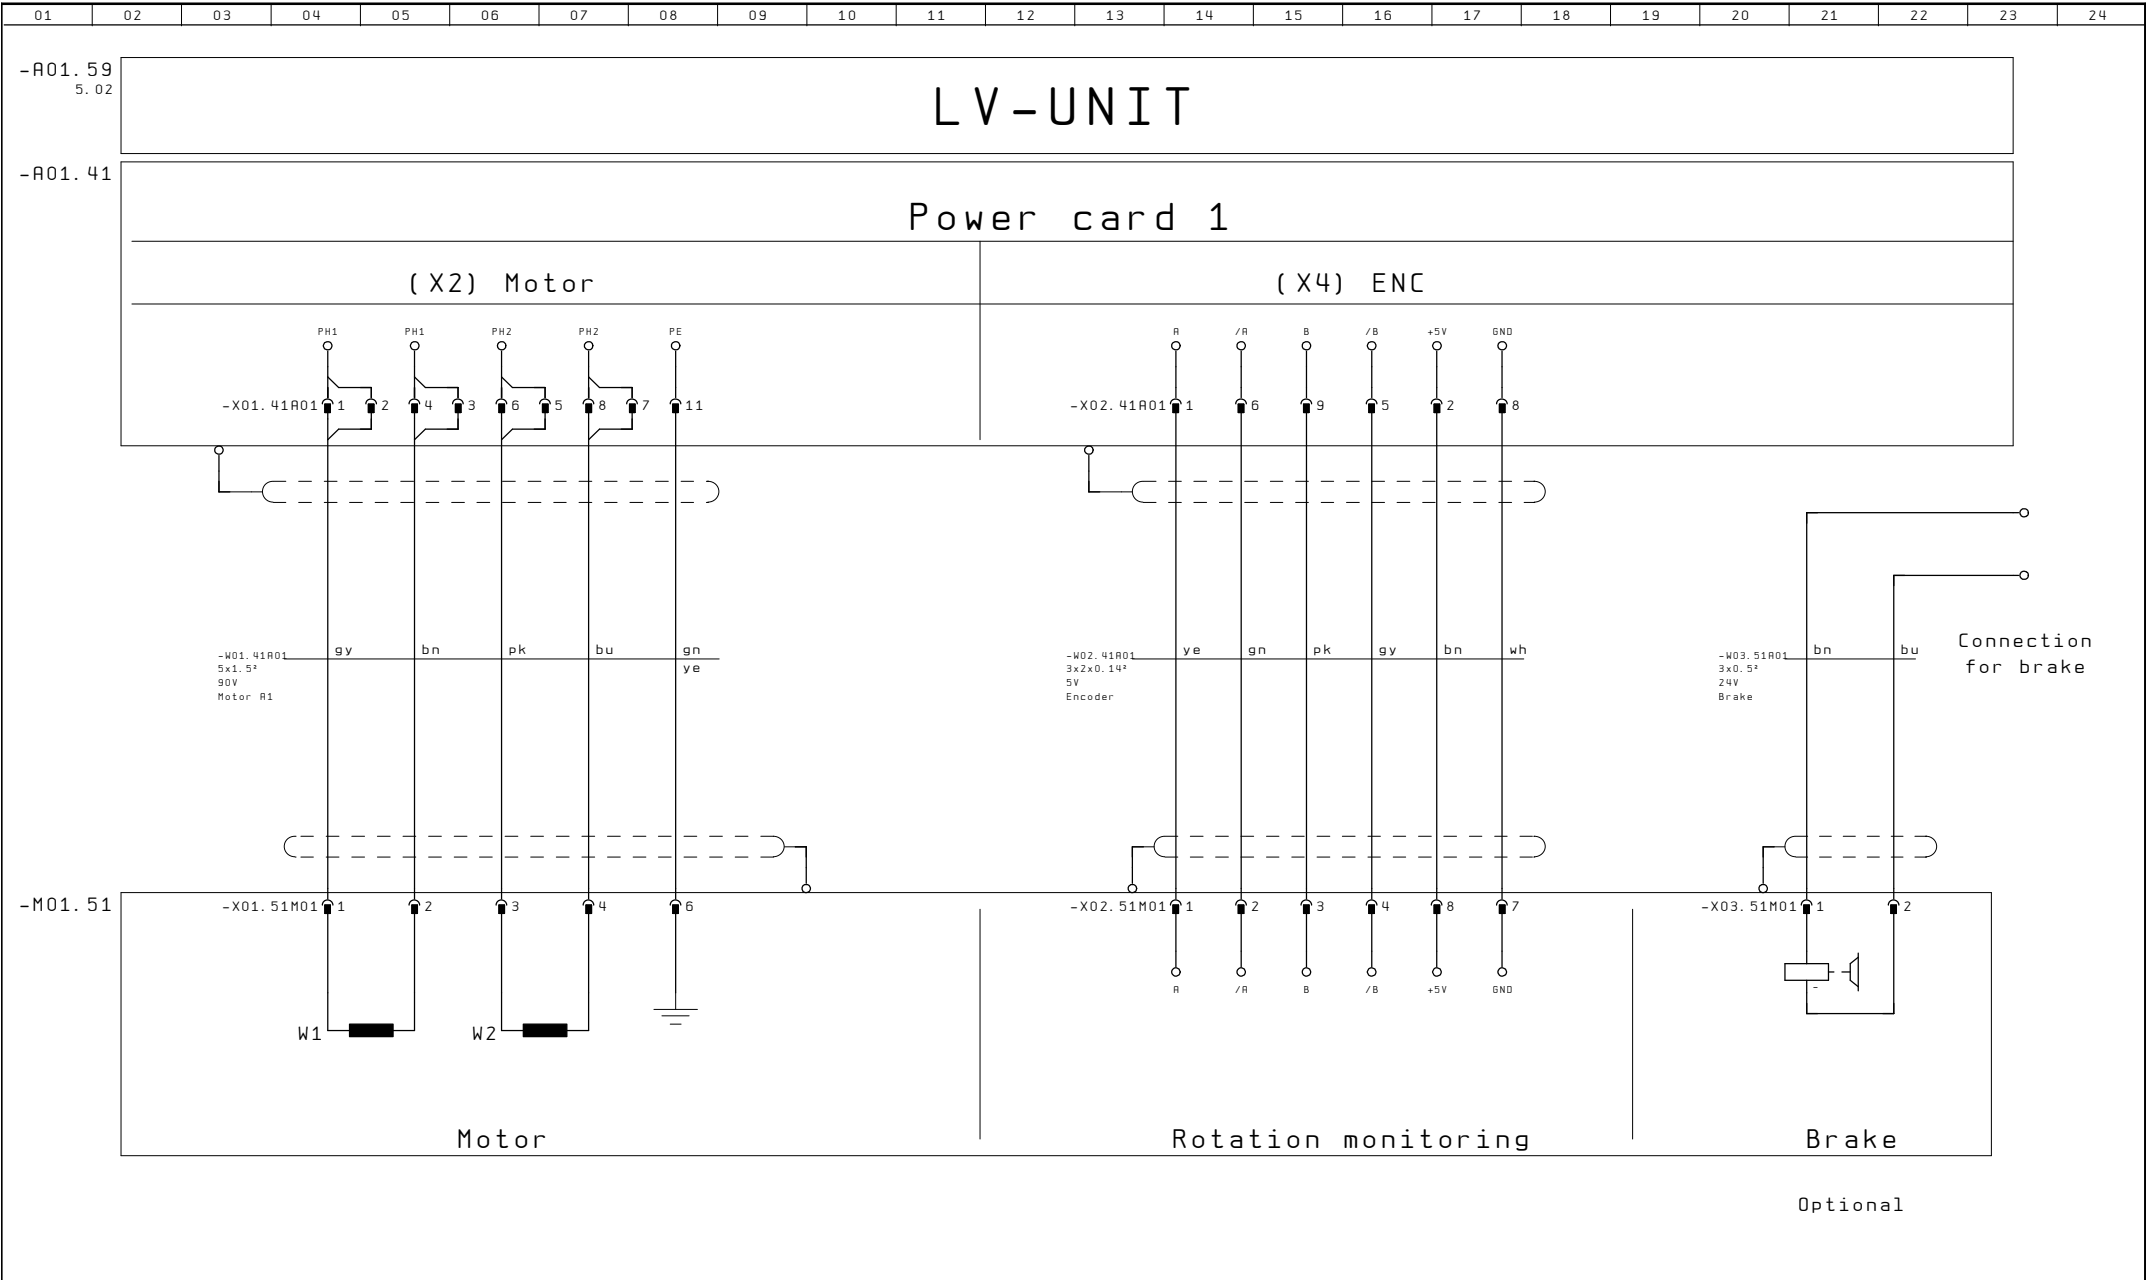 01 02 03 04 05 06 07 08 09 10 11 12 13 14 15 16 17 18 19 20 21 22 23 24
-A01.59
5.02
LV-UNIT
-A01.41
Power card 1
(X2) Motor (X4) ENC
PH1 PH1 PH2 PH2 PE A /A B /B +5V GND
-X01.41A01 1 2 4 3 6 5 8 7 11 -X02.41A01 1 6 9 5 2 8
Connection
for brake
gy bn pk bu gn ye gn pk gy bn wh bn bu
ye
-W01.41A01
5x1.5²
90V
Motor A1
-W02.41A01
3x2x0.14²
5V
Encoder
-W03.51A01
3x0.5²
24V
Brake
-M01.51 -X01.51M01 1 2 3 4 6 -X02.51M01 1 2 3 4 8 7 -X03.51M01 1 2
A /A B /B +5V GND
-
W1 W2
Motor Rotation monitoring Brake
Optional